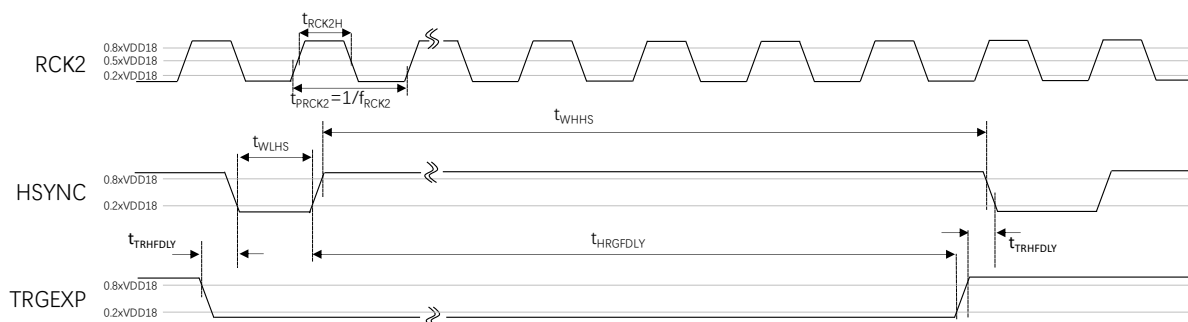 tRCK2H
0.8xVDD18
RCK2
0.5xVDD18
0.2xVDD18
tPRCK2=1/fRCK2
tWHHS
tWLHS
0.8xVDD18
HSYNC
0.2xVDD18
tTRHFDLY
tHRGFDLY
tTRHFDLY
0.8xVDD18
TRGEXP
0.2xVDD18